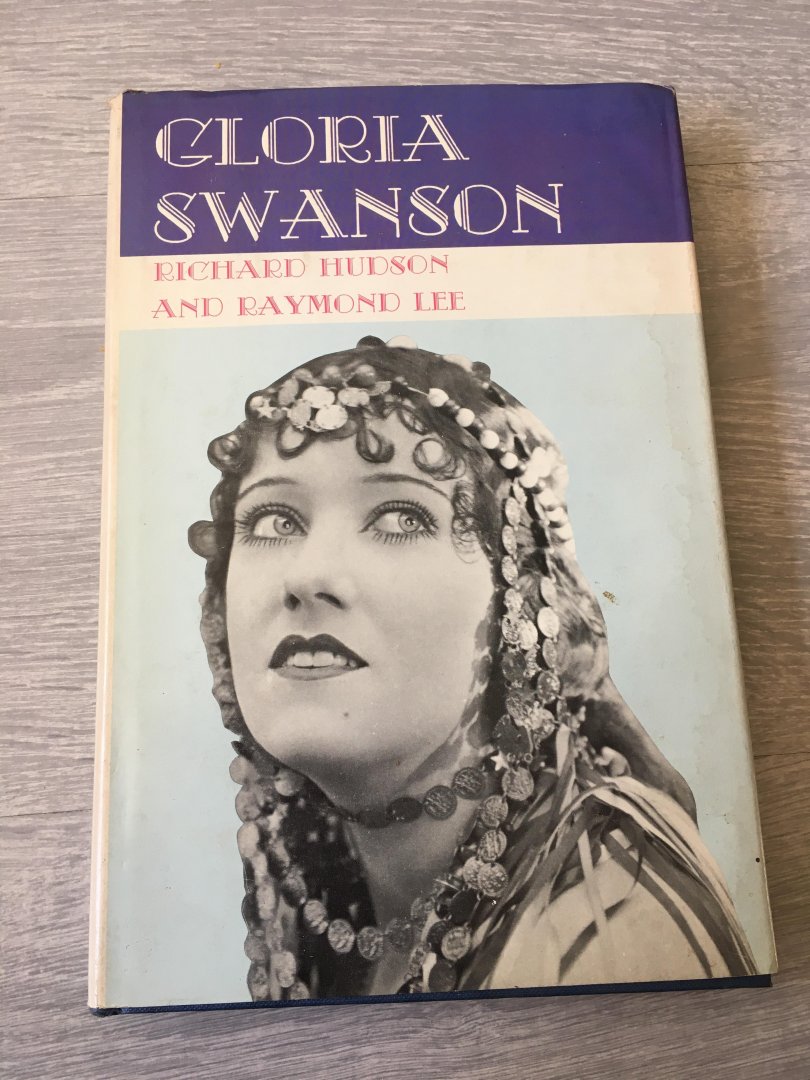 GLORIA
SWANSON
RICHARD HUDSON
AND RAYMOND LEE